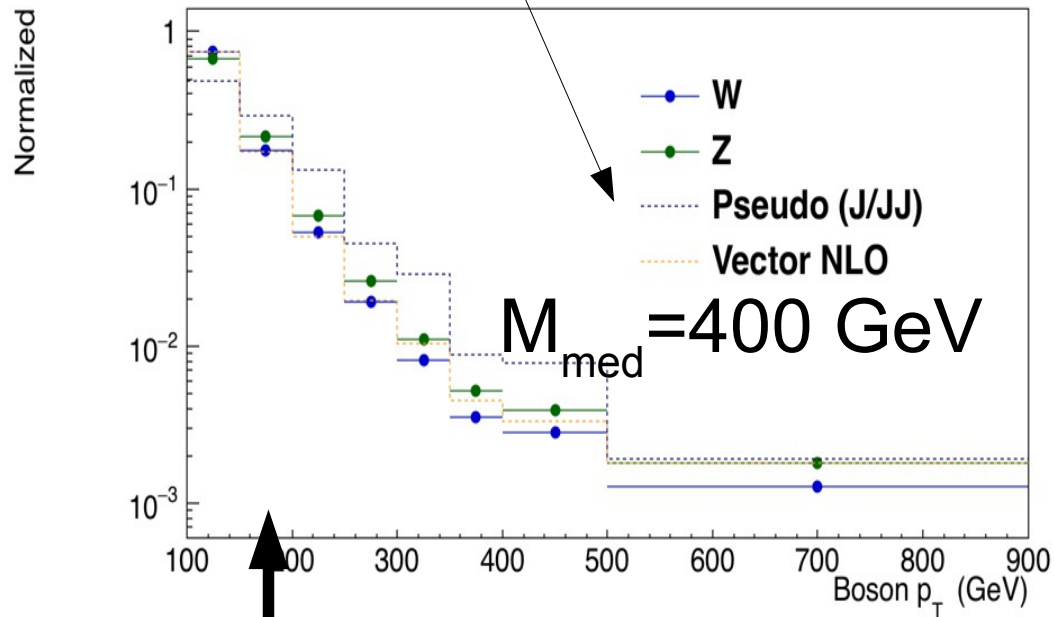 Normalized
1
10⁻¹
10⁻²
10⁻³
W
Z
Pseudo (J/JJ)
Vector NLO
M_med=400 GeV
100 300 400 500 600 700 800 900
Boson p_T (GeV)